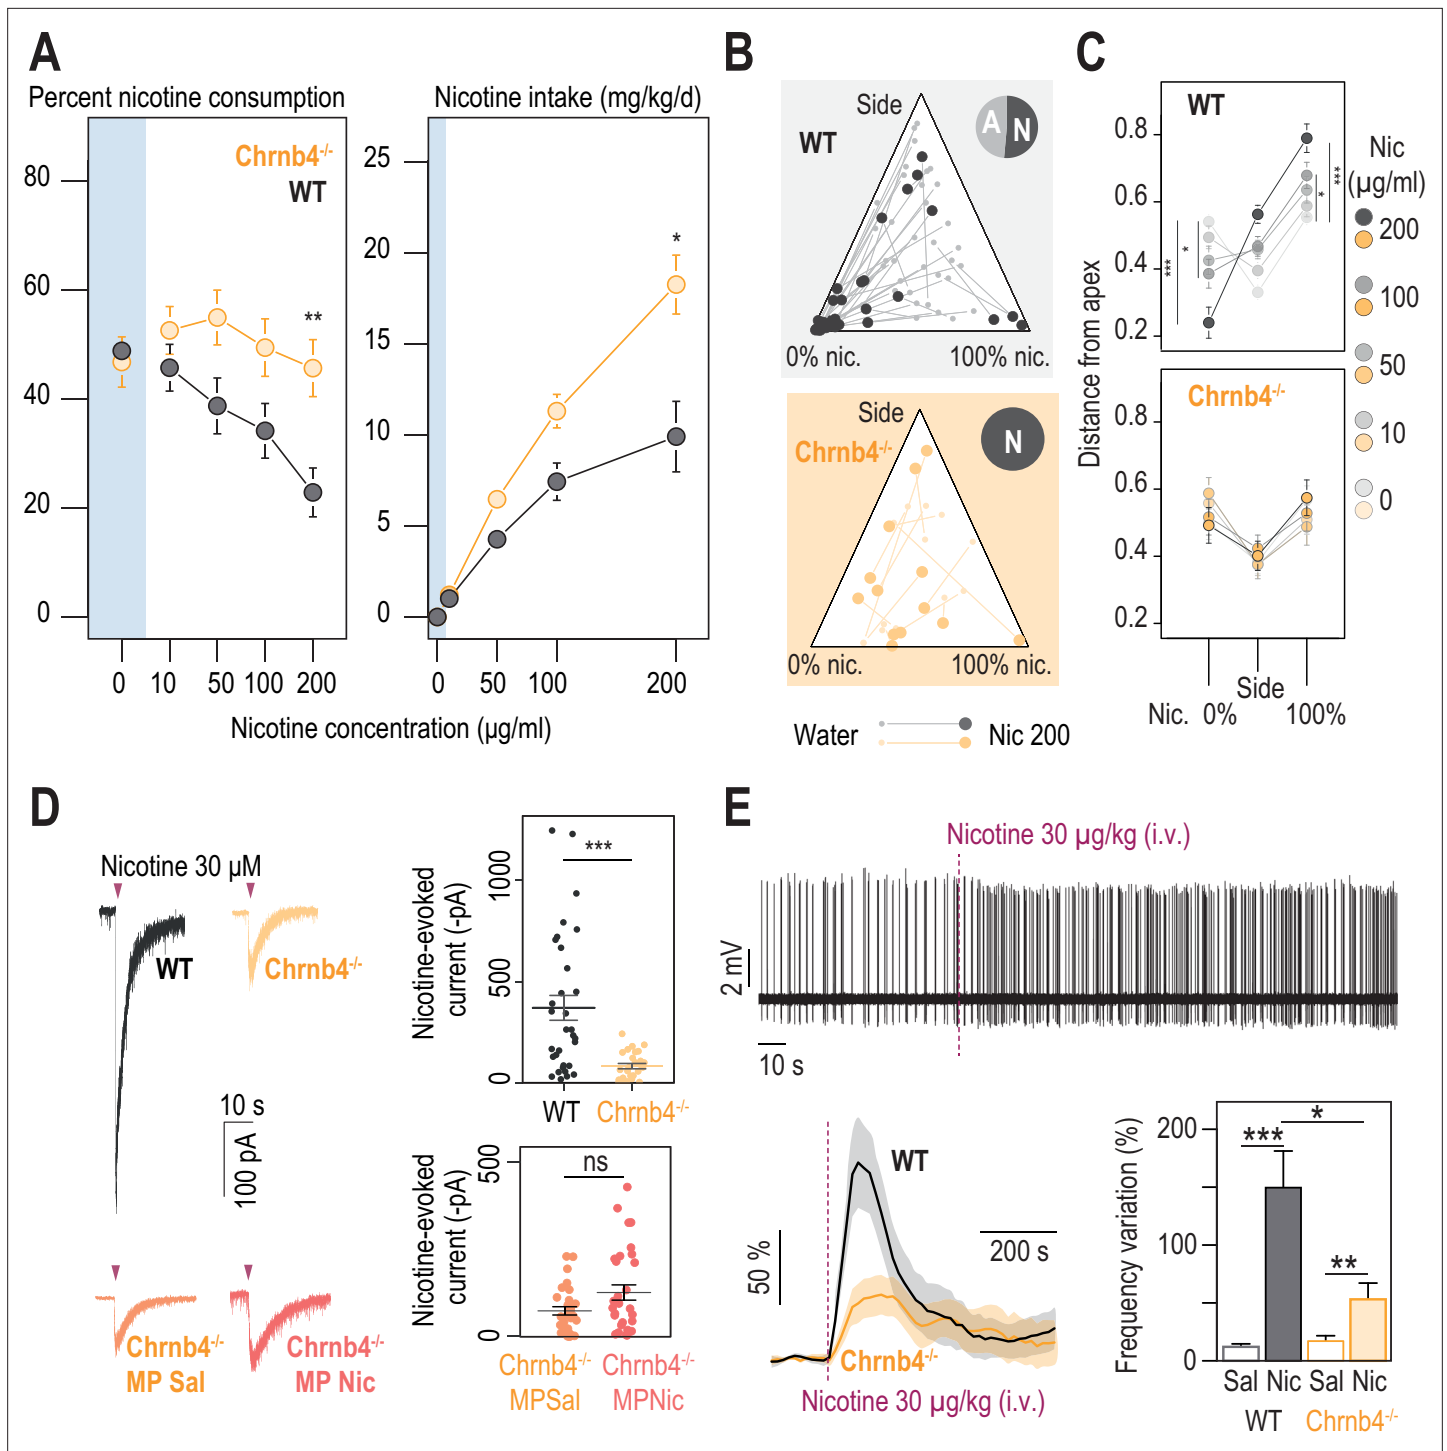 A
Percent nicotine consumption
Nicotine intake (mg/kg/d)
Chrnb4-/-
WT
80
60
40
20
0
**
0 10 50 100 200
25
20
15
10
5
0
*
0 50 100 200
Nicotine concentration (µg/ml)
B
Side
WT
A N
0% nic. 100% nic.
Side
Chrnb4-/-
N
0% nic. 100% nic.
Water Nic 200
C
WT
0.8
0.6
0.4
0.2
***
*
*
***
Distance from apex
Chrnb4-/-
0.8
0.6
0.4
0.2
Side
Nic. 0% 100%
Nic
(µg/ml)
200
100
50
10
0
D
Nicotine 30 µM
WT
Chrnb4-/-
10 s
100 pA
Chrnb4-/-
MP Sal
Chrnb4-/-
MP Nic
Nicotine-evoked
current (-pA)
1000
500
0
***
WT Chrnb4-/-
Nicotine-evoked
current (-pA)
500
0
ns
Chrnb4-/-
MPSal
Chrnb4-/-
MPNic
E
Nicotine 30 µg/kg (i.v.)
2 mV
10 s
WT
50 %
200 s
Chrnb4-/-
Nicotine 30 µg/kg (i.v.)
Frequency variation (%)
200
100
0
***
*
**
Sal Nic Sal Nic
WT Chrnb4-/-